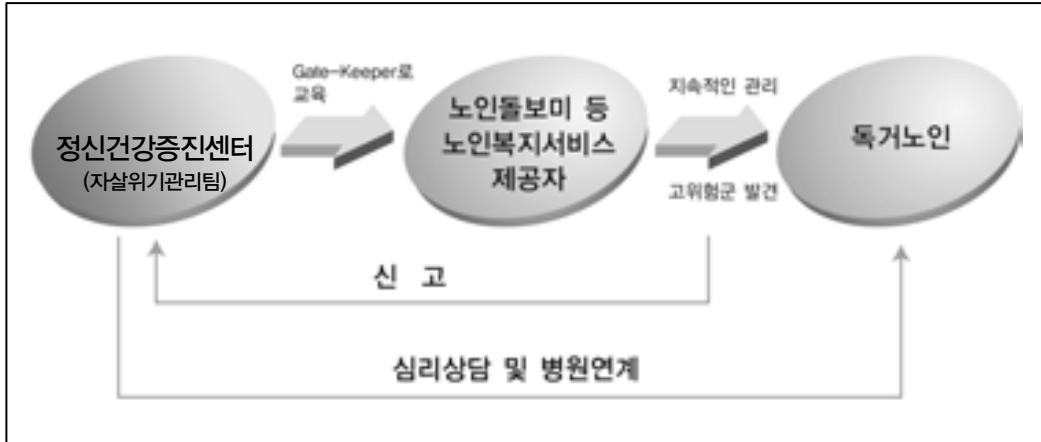 정신건강증진센터
(자살위기관리팀)
Gate-Keeper로
교육
노인돌보미 등
노인복지서비스
제공자
지속적인 관리
고위험군 발견
독거노인
신 고
심리상담 및 병원연계